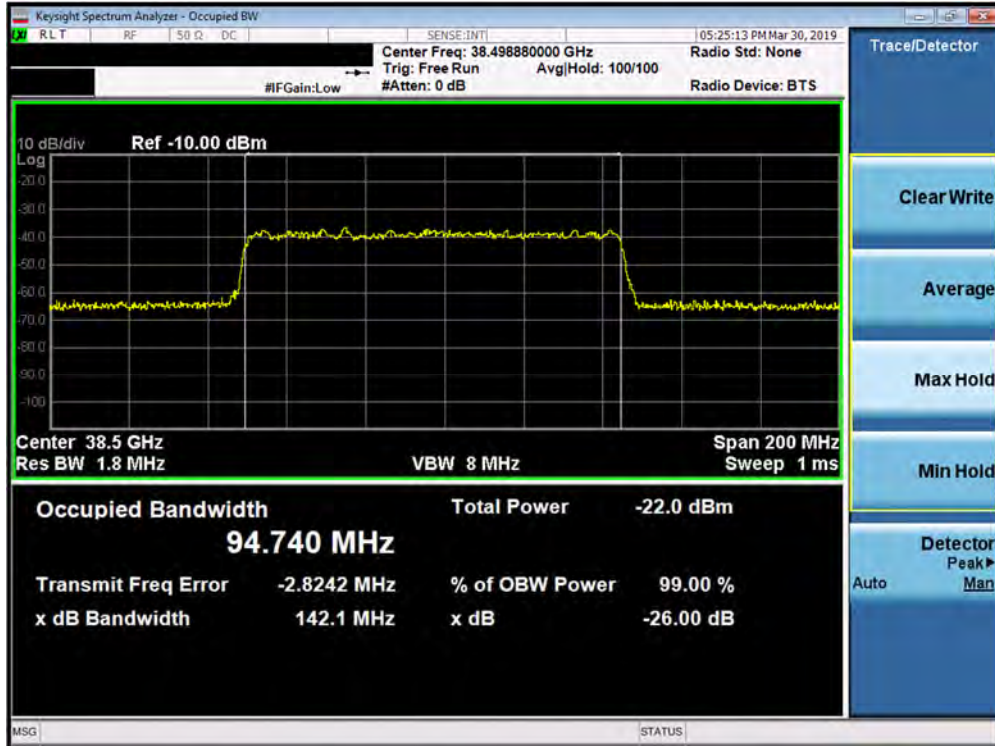 Keysight Spectrum Analyzer - Occupied BW
LXI RLT RF 50 Ω DC SENSE:INT 05:25:13 PM Mar 30, 2019
Center Freq: 38.498880000 GHz Radio Std: None
Trig: Free Run Avg|Hold: 100/100
#IFGain:Low #Atten: 0 dB Radio Device: BTS
Trace/Detector
10 dB/div Ref -10.00 dBm
Log
-20.0
-30.0
-40.0
-50.0
-60.0
-70.0
-80.0
-90.0
-100
Center 38.5 GHz Span 200 MHz
Res BW 1.8 MHz VBW 8 MHz Sweep 1 ms
Occupied Bandwidth Total Power -22.0 dBm
94.740 MHz
Transmit Freq Error -2.8242 MHz % of OBW Power 99.00 %
x dB Bandwidth 142.1 MHz x dB -26.00 dB
Clear Write
Average
Max Hold
Min Hold
Detector
Peak▶
Auto Man
MSG STATUS